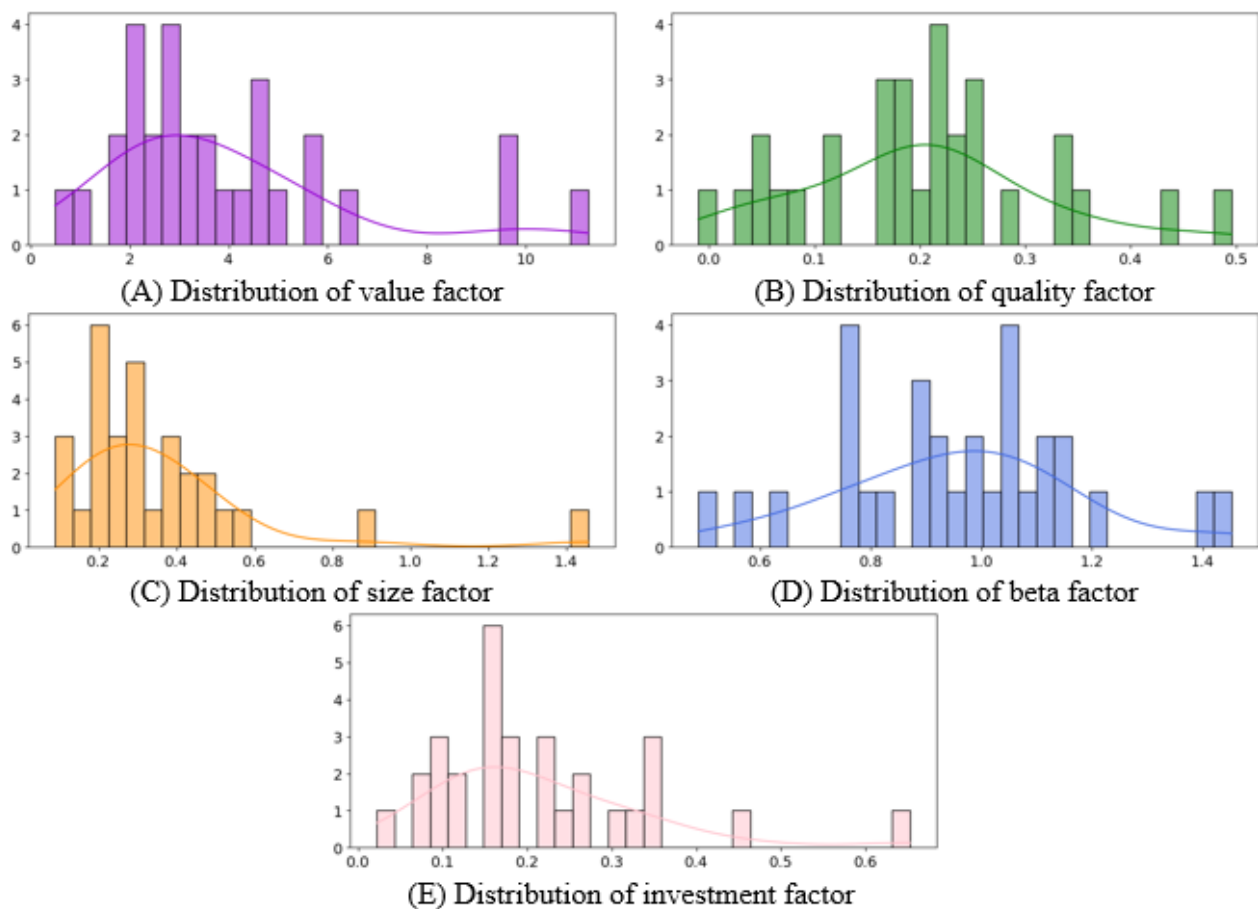 4
3
2
1
0
0 2 4 6 8 10
(A) Distribution of value factor
4
3
2
1
0
0.0 0.1 0.2 0.3 0.4 0.5
(B) Distribution of quality factor
6
5
4
3
2
1
0
0.2 0.4 0.6 0.8 1.0 1.2 1.4
(C) Distribution of size factor
4
3
2
1
0
0.6 0.8 1.0 1.2 1.4
(D) Distribution of beta factor
6
5
4
3
2
1
0
0.0 0.1 0.2 0.3 0.4 0.5 0.6
(E) Distribution of investment factor